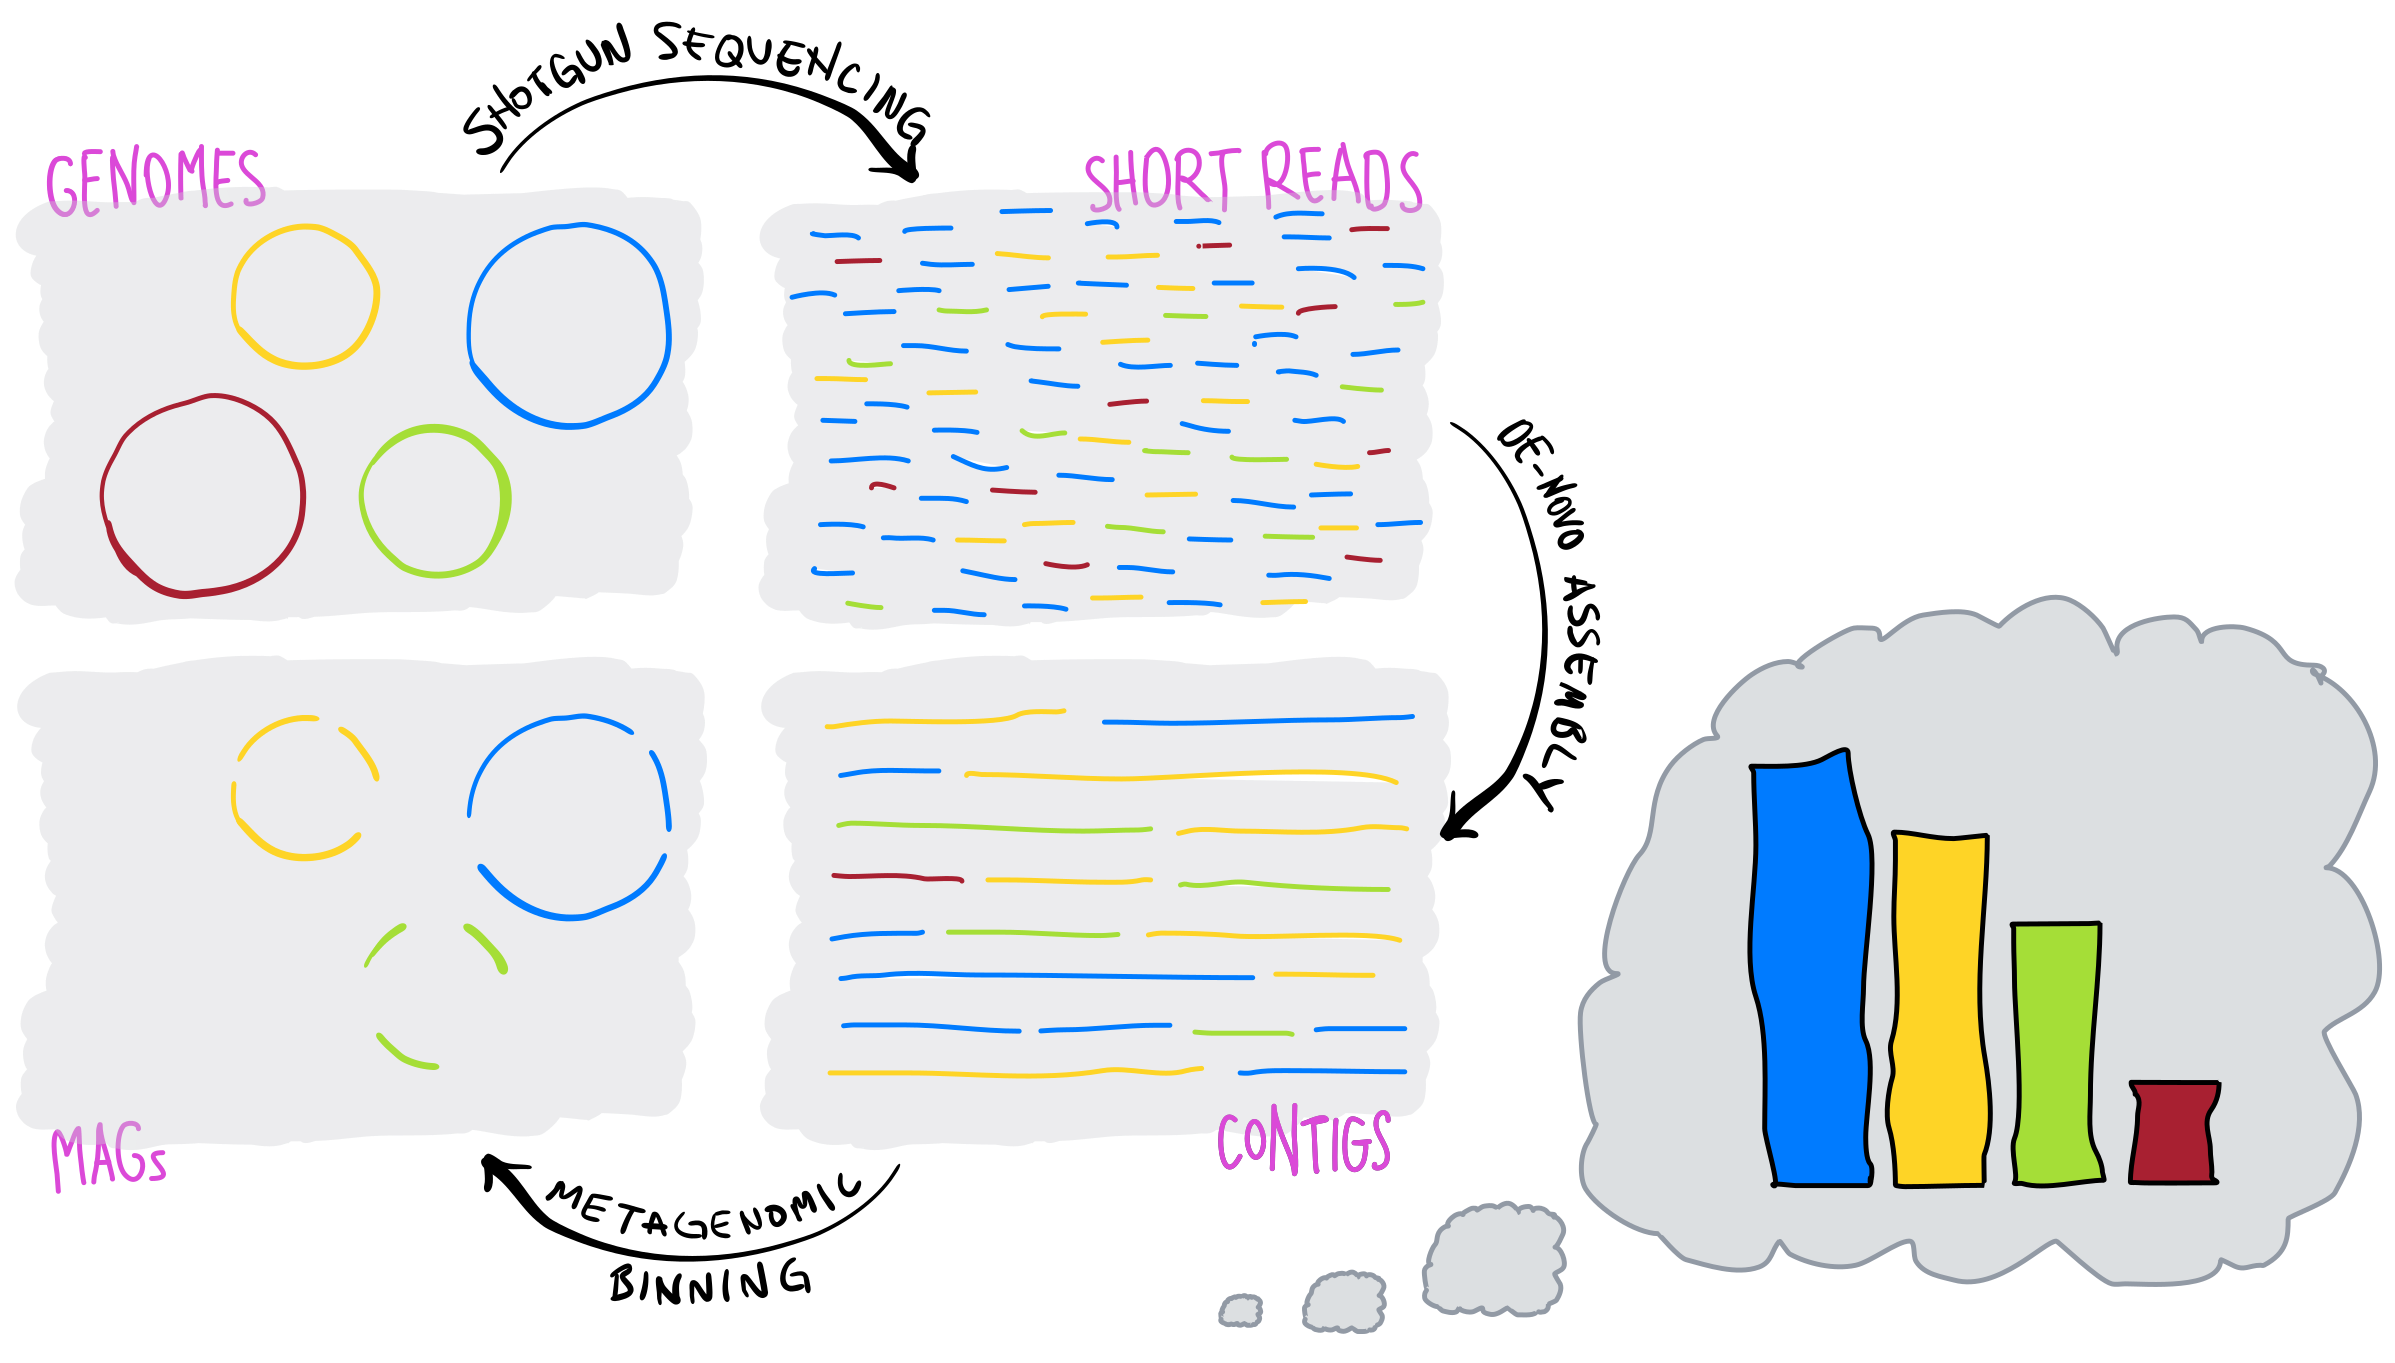 SHOTGUN SEQUENCING
GENOMES
SHORT READS
DE-NOVO ASSEMBLY
CONTIGS
MAGs
METAGENOMIC
BINNING